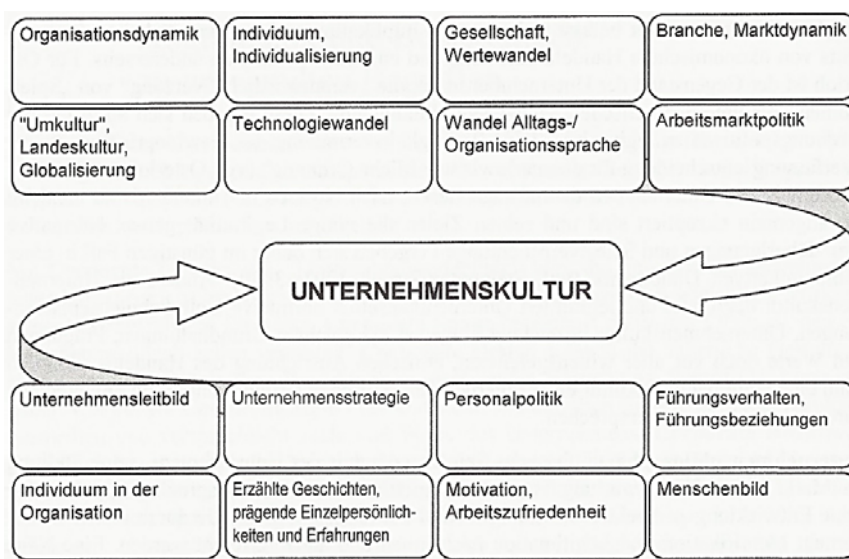 Organisationsdynamik
Individuum,
Individualisierung
Gesellschaft,
Wertewandel
Branche, Marktdynamik
"Umkultur",
Landeskultur,
Globalisierung
Technologiewandel
Wandel Alltags-/
Organisationssprache
Arbeitsmarktpolitik
UNTERNEHMENSKULTUR
Unternehmensleitbild
Unternehmensstrategie
Personalpolitik
Führungsverhalten,
Führungsbeziehungen
Individuum in der
Organisation
Erzählte Geschichten,
prägende Einzelpersönlich-
keiten und Erfahrungen
Motivation,
Arbeitszufriedenheit
Menschenbild